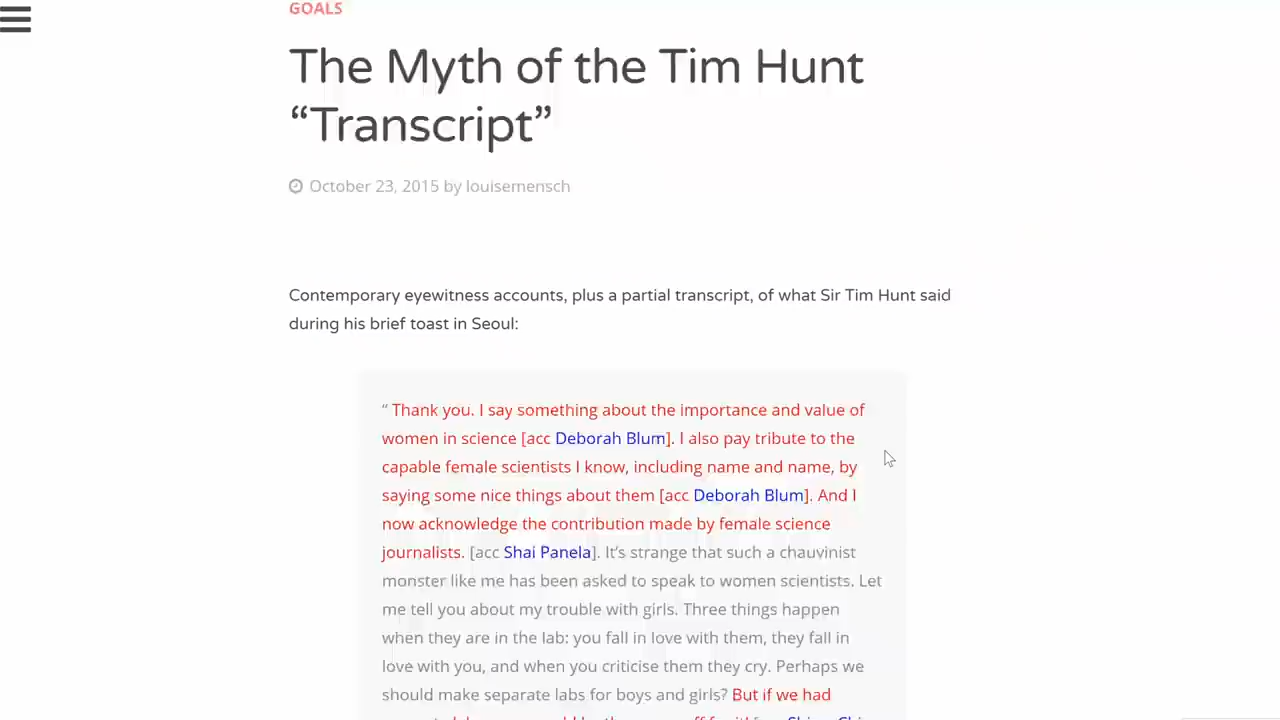 GOALS
The Myth of the Tim Hunt
“Transcript”
October 23, 2015 by louisemensch
Contemporary eyewitness accounts, plus a partial transcript, of what Sir Tim Hunt said
during his brief toast in Seoul:
“ Thank you. I say something about the importance and value of
women in science [acc Deborah Blum]. I also pay tribute to the
capable female scientists I know, including name and name, by
saying some nice things about them [acc Deborah Blum]. And I
now acknowledge the contribution made by female science
journalists. [acc Shai Panela]. It’s strange that such a chauvinist
monster like me has been asked to speak to women scientists. Let
me tell you about my trouble with girls. Three things happen
when they are in the lab: you fall in love with them, they fall in
love with you, and when you criticise them they cry. Perhaps we
should make separate labs for boys and girls? But if we had